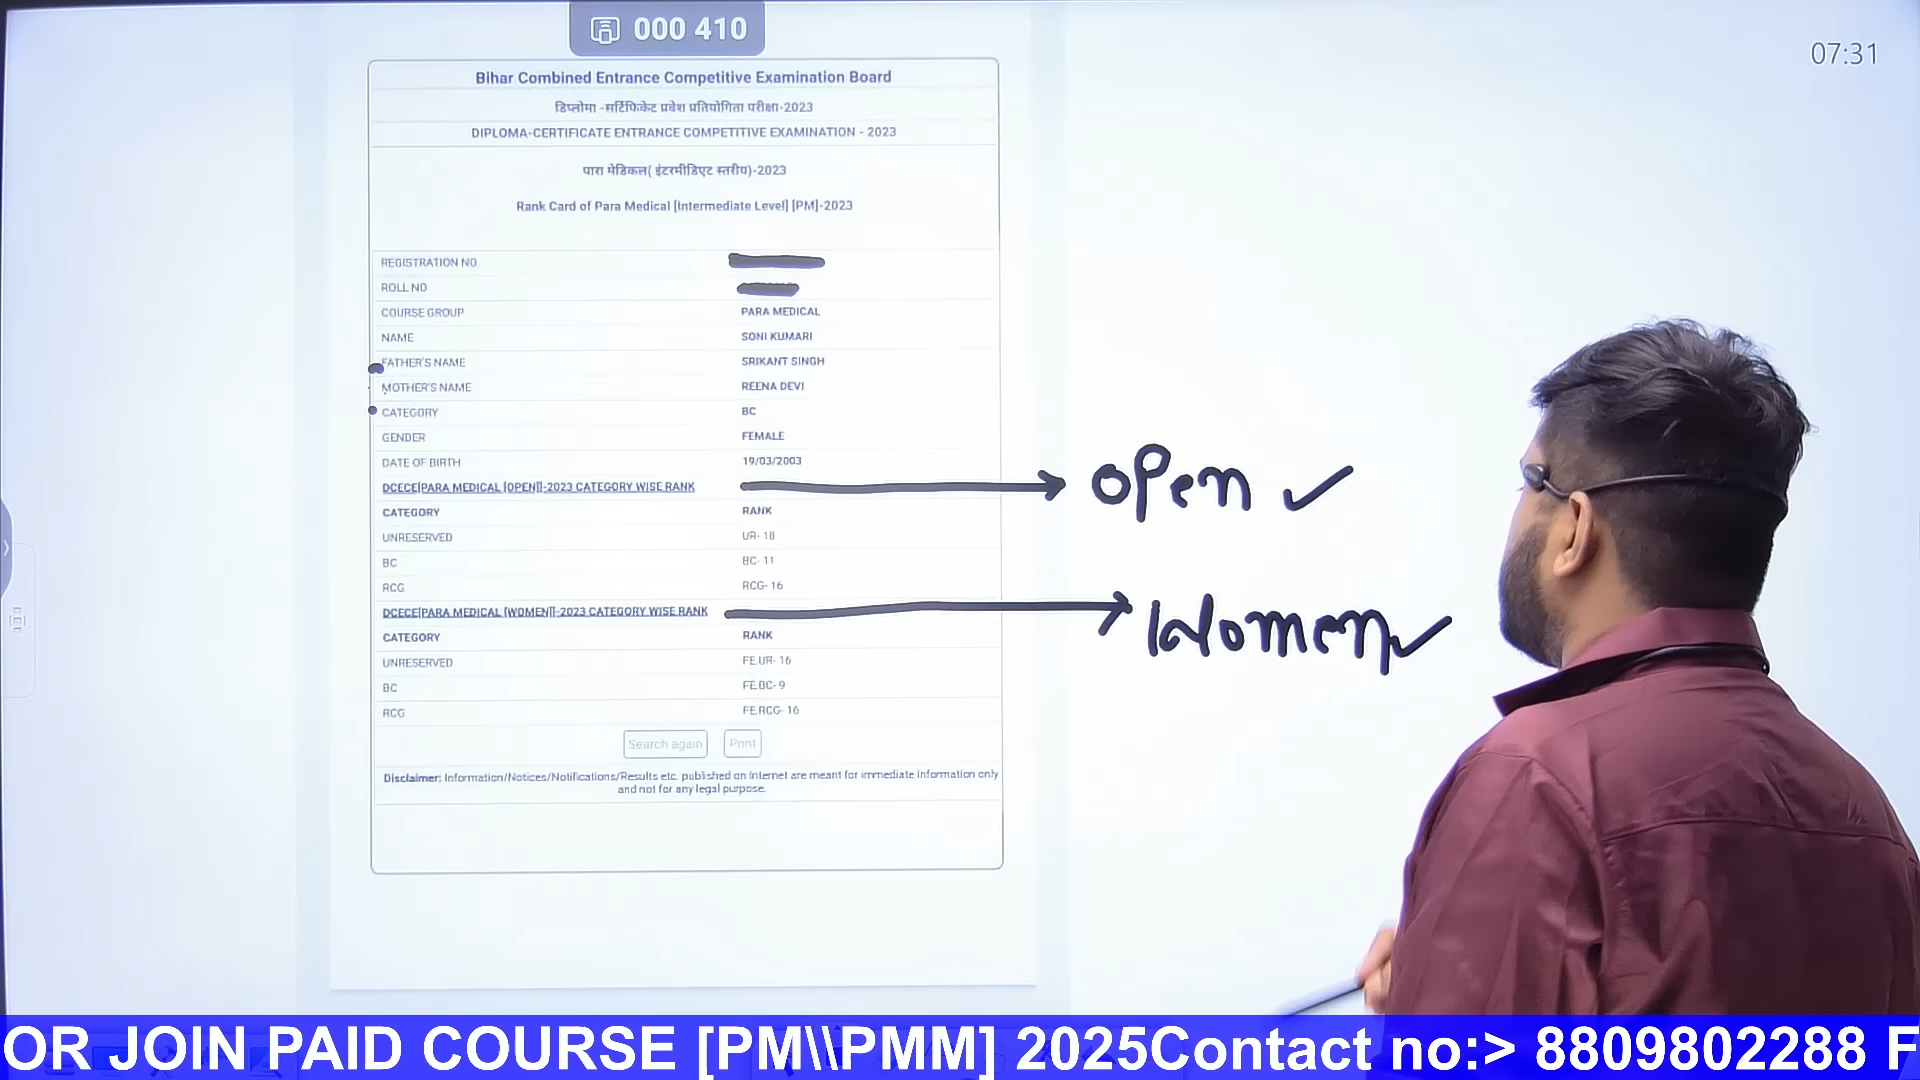 000 410
07:31
Bihar Combined Entrance Competitive Examination Board
डिप्लोमा -सर्टिफिकेट प्रवेश प्रतियोगिता परीक्षा-2023
DIPLOMA-CERTIFICATE ENTRANCE COMPETITIVE EXAMINATION - 2023
पारा मेडिकल( इंटरमीडिएट स्तरीय)-2023
Rank Card of Para Medical [Intermediate Level] [PM]-2023
REGISTRATION NO
ROLL NO
COURSE GROUP PARA MEDICAL
NAME SONI KUMARI
FATHER'S NAME SRIKANT SINGH
MOTHER'S NAME REENA DEVI
CATEGORY BC
GENDER FEMALE
DATE OF BIRTH 19/03/2003
DCECE[PARA MEDICAL [OPEN]]-2023 CATEGORY WISE RANK
open
CATEGORY RANK
UNRESERVED UR- 18
BC BC- 11
RCG RCG- 16
DCECE[PARA MEDICAL [WOMEN]]-2023 CATEGORY WISE RANK
Women
CATEGORY RANK
UNRESERVED FE.UR- 16
BC FE.BC- 9
RCG FE.RCG- 16
Search again Print
Disclaimer: Information/Notices/Notifications/Results etc. published on Internet are meant for immediate Information only
and not for any legal purpose.
OR JOIN PAID COURSE [PM\\PMM] 2025Contact no:> 8809802288 F